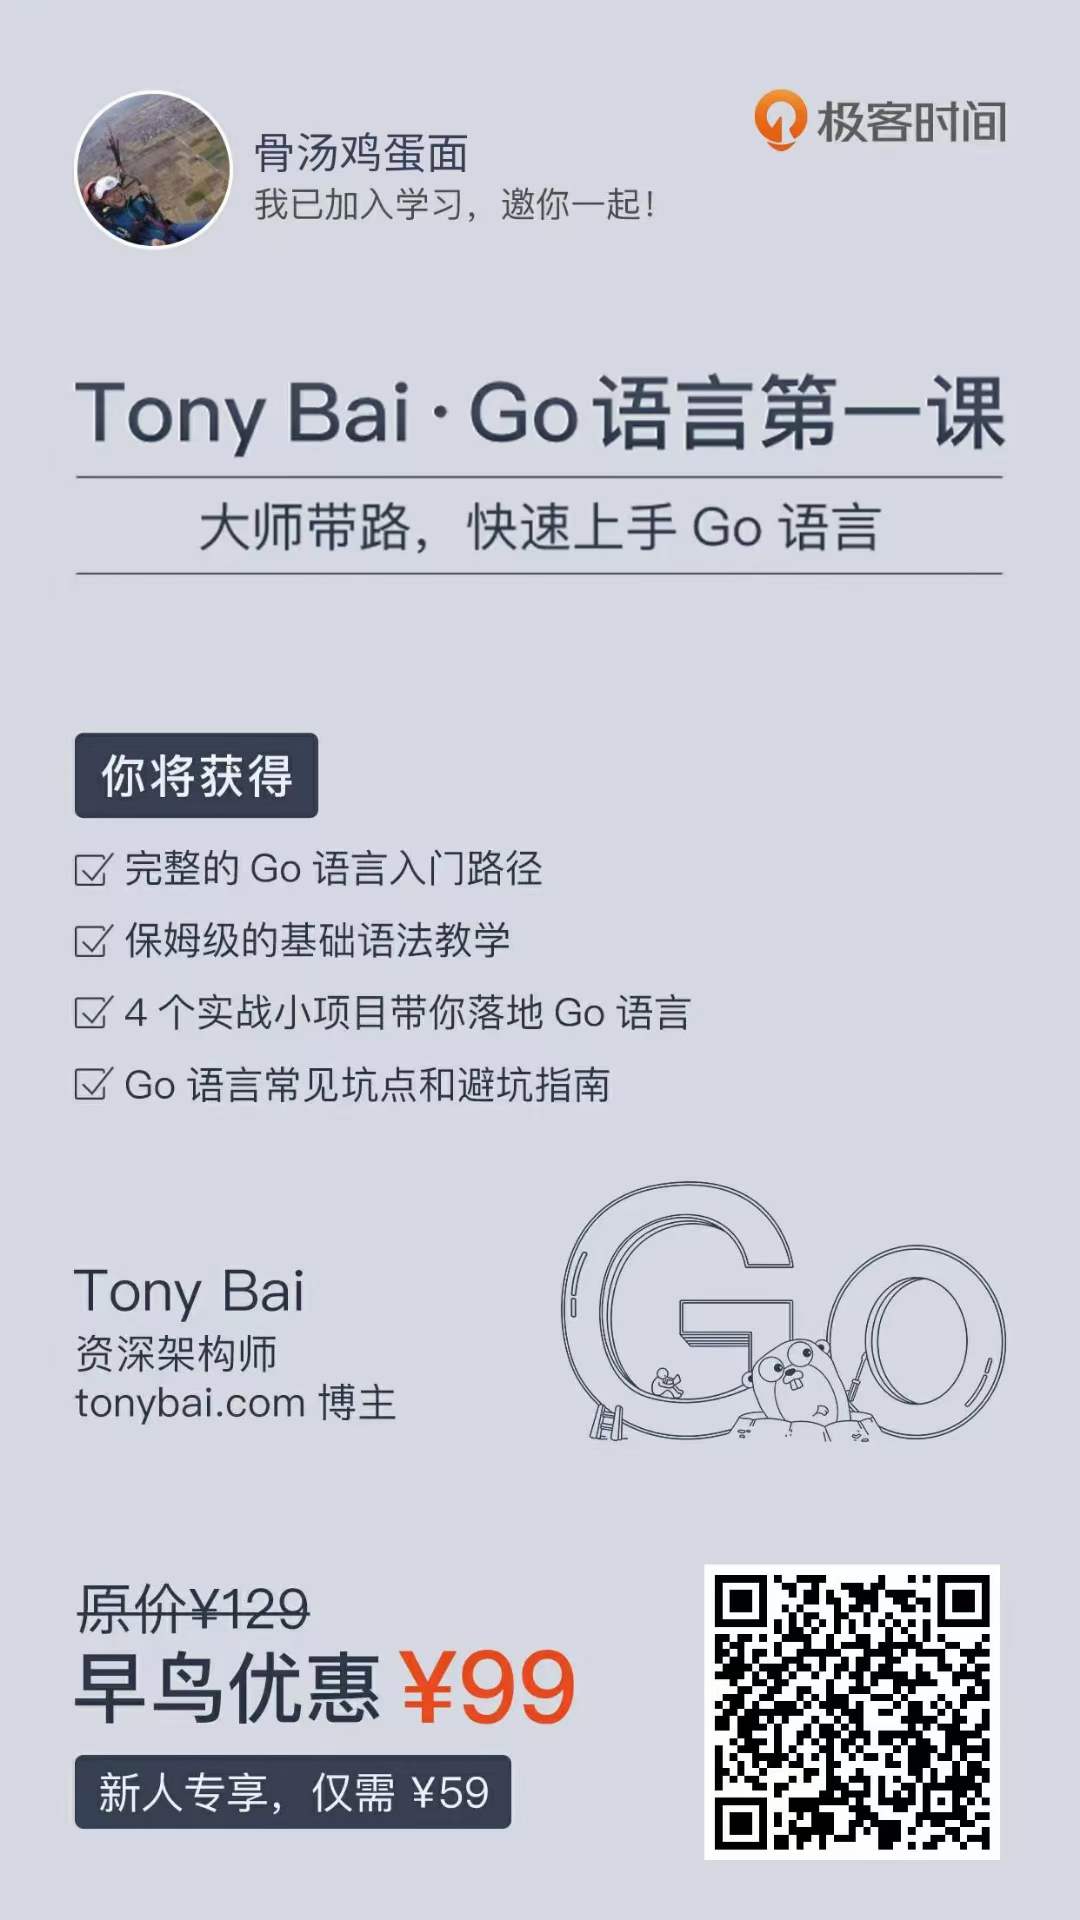 极客时间
骨汤鸡蛋面
我已加入学习，邀你一起！
Tony Bai · Go 语言第一课
大师带路，快速上手 Go 语言
你将获得
完整的 Go 语言入门路径
保姆级的基础语法教学
4 个实战小项目带你落地 Go 语言
Go 语言常见坑点和避坑指南
Go
Tony Bai
资深架构师
tonybai.com 博主
原价¥129
早鸟优惠 ¥99
新人专享，仅需 ¥59